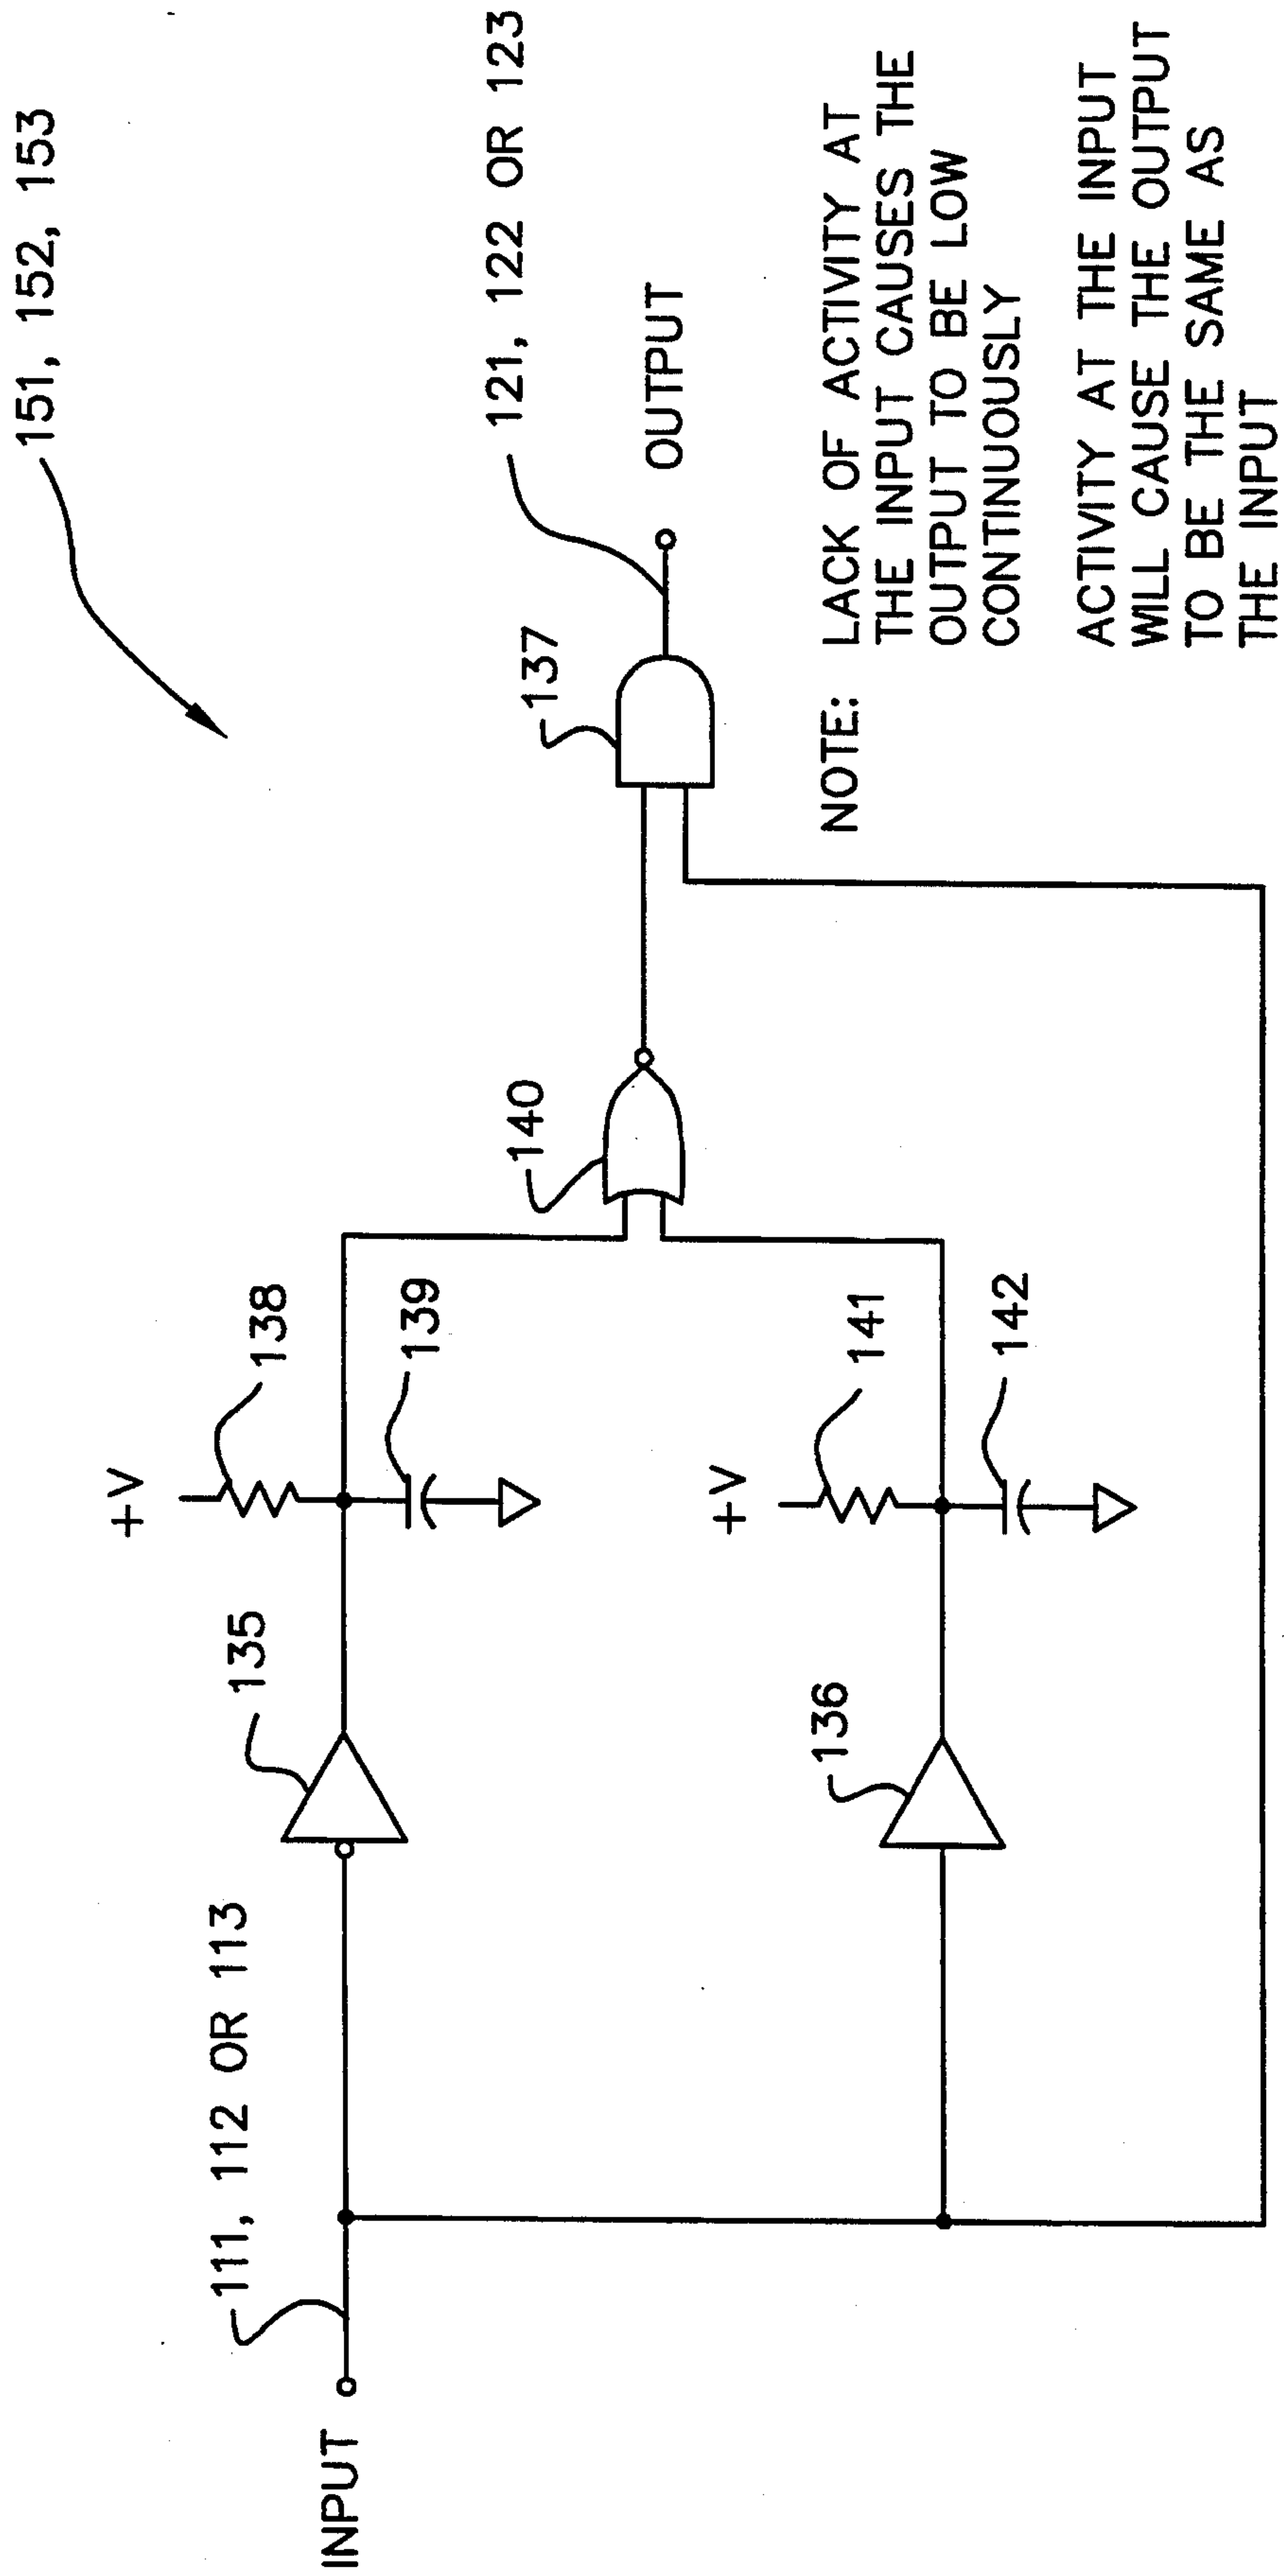 151, 152, 153
121, 122 OR 123
OUTPUT
137
140
+V
138
139
135
111, 112 OR 113
INPUT
+V
141
142
136
NOTE: LACK OF ACTIVITY AT
THE INPUT CAUSES THE
OUTPUT TO BE LOW
CONTINUOUSLY
ACTIVITY AT THE INPUT
WILL CAUSE THE OUTPUT
TO BE THE SAME AS
THE INPUT